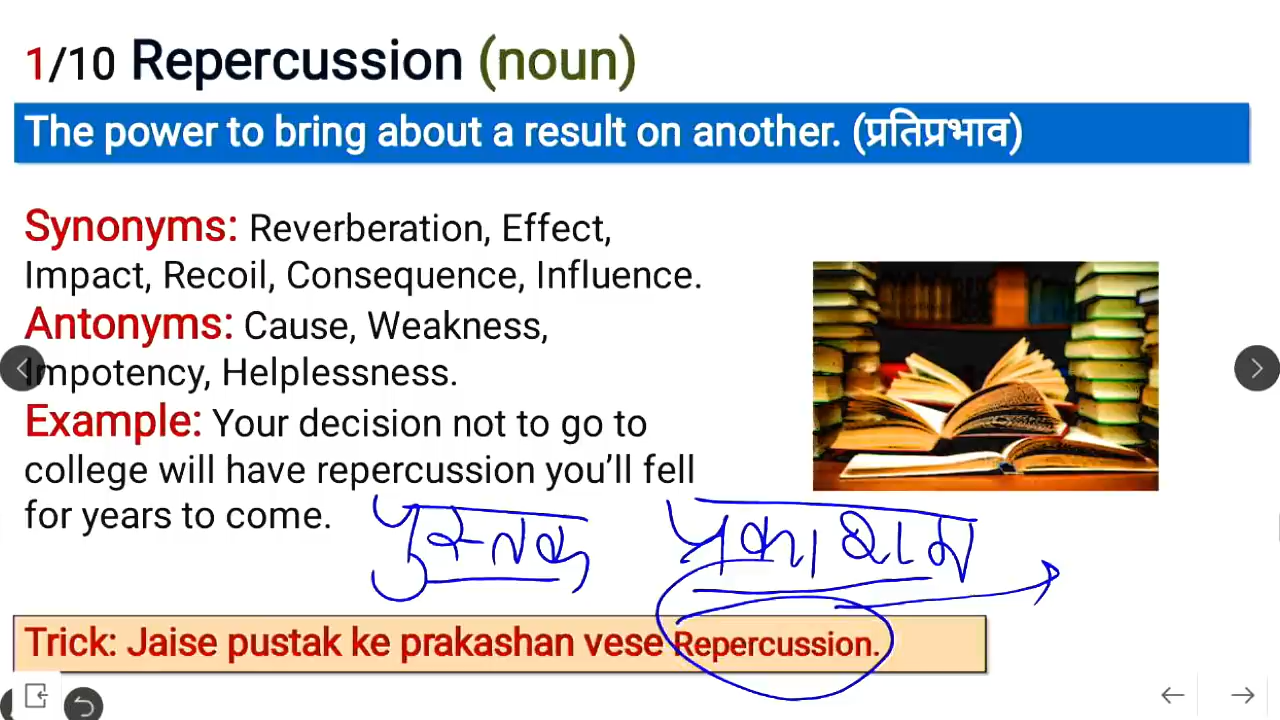 1/10 Repercussion (noun)
The power to bring about a result on another. (प्रतिप्रभाव)
Synonyms: Reverberation, Effect,
Impact, Recoil, Consequence, Influence.
Antonyms: Cause, Weakness,
Impotency, Helplessness.
Example: Your decision not to go to
college will have repercussion you'll fell
for years to come.
पुस्तक प्रकाशन
Trick: Jaise pustak ke prakashan vese Repercussion.